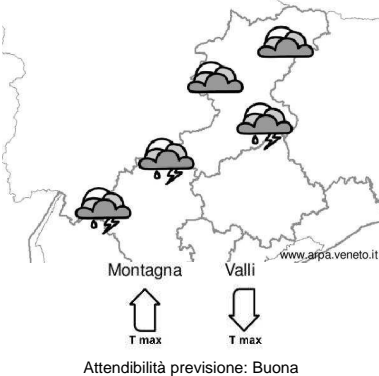 www.arpa.veneto.it
Montagna Valli
T max T max
Attendibilità previsione: Buona